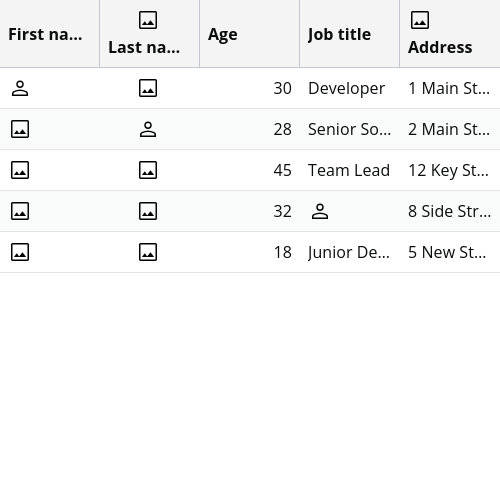 First na... Last na... Age Job title Address
30 Developer 1 Main St...
28 Senior So... 2 Main St...
45 Team Lead 12 Key St...
32 8 Side Str...
18 Junior De... 5 New St...